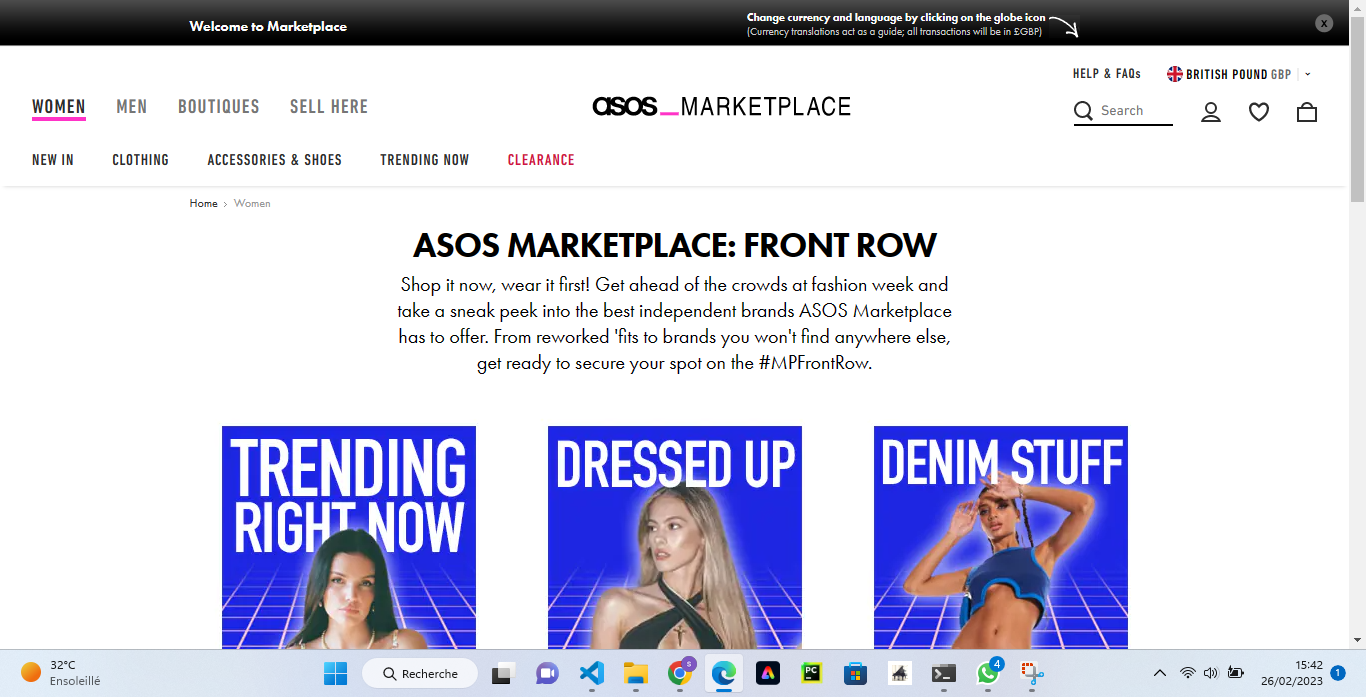 Welcome to Marketplace
Change currency and language by clicking on the globe icon
(Currency translations act as a guide; all transactions will be in £GBP)
X
HELP & FAQs
BRITISH POUND GBP
WOMEN MEN BOUTIQUES SELL HERE
asos_MARKETPLACE
Search
NEW IN CLOTHING ACCESSORIES & SHOES TRENDING NOW CLEARANCE
Home › Women
ASOS MARKETPLACE: FRONT ROW
Shop it now, wear it first! Get ahead of the crowds at fashion week and
take a sneak peek into the best independent brands ASOS Marketplace
has to offer. From reworked 'fits to brands you won't find anywhere else,
get ready to secure your spot on the #MPFrontRow.
TRENDING
RIGHT NOW
DRESSED UP
DENIM STUFF
32°C
Ensoleillé
Recherche
S
PC
4
15:42
26/02/2023
1